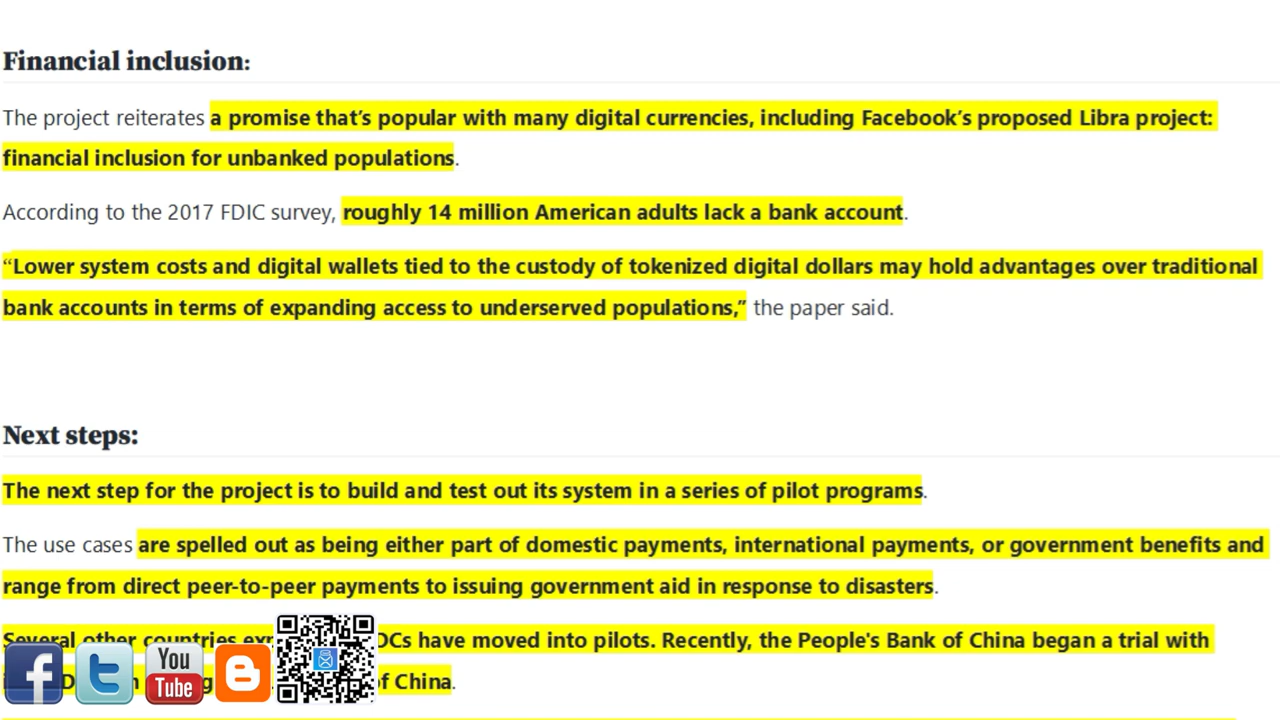 Financial inclusion:
The project reiterates a promise that's popular with many digital currencies, including Facebook's proposed Libra project:
financial inclusion for unbanked populations.
According to the 2017 FDIC survey, roughly 14 million American adults lack a bank account.
“Lower system costs and digital wallets tied to the custody of tokenized digital dollars may hold advantages over traditional
bank accounts in terms of expanding access to underserved populations,” the paper said.
Next steps:
The next step for the project is to build and test out its system in a series of pilot programs.
The use cases are spelled out as being either part of domestic payments, international payments, or government benefits and
range from direct peer-to-peer payments to issuing government aid in response to disasters.
Several other countries have moved into pilots. Recently, the People's Bank of China began a trial with
of China.
You
Tube